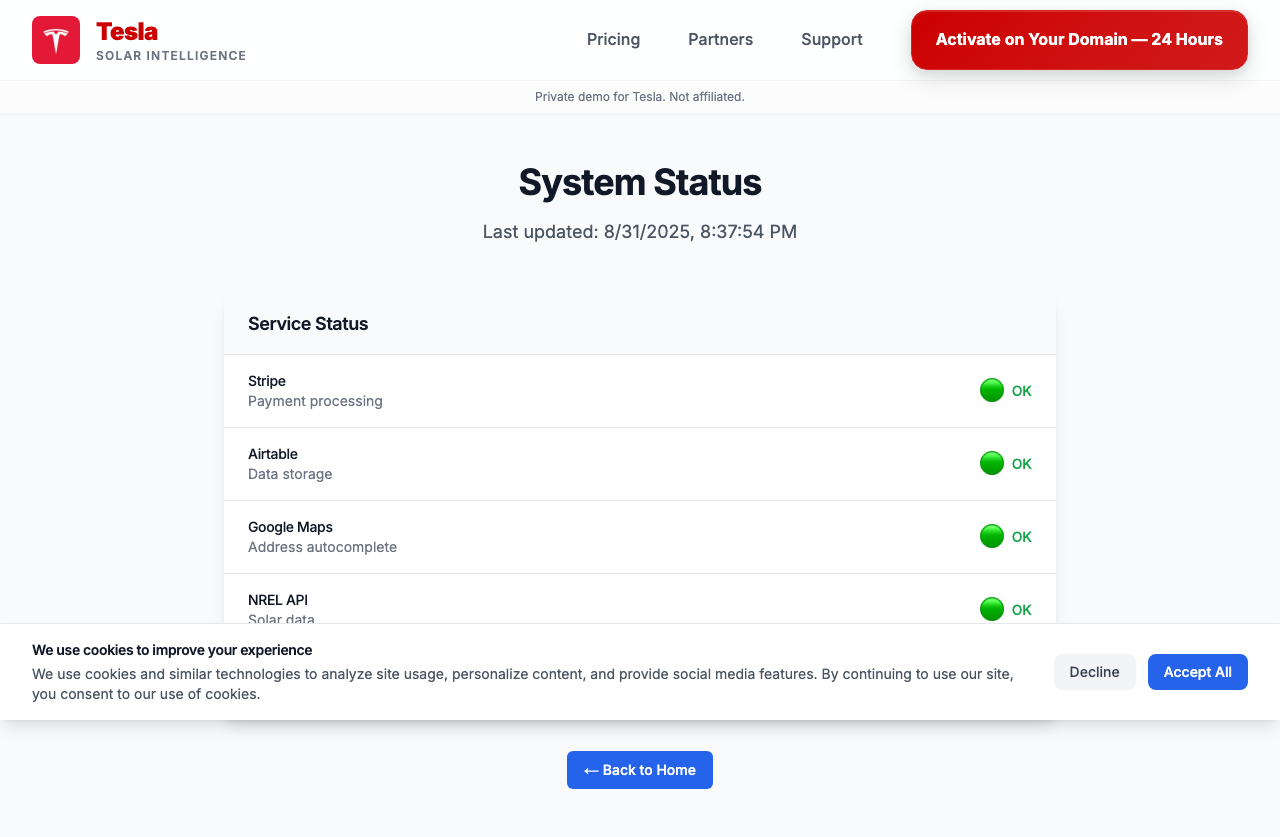 Tesla
SOLAR INTELLIGENCE
Pricing
Partners
Support
Activate on Your Domain — 24 Hours
Private demo for Tesla. Not affiliated.
System Status
Last updated: 8/31/2025, 8:37:54 PM
Service Status
Stripe
Payment processing
OK
Airtable
Data storage
OK
Google Maps
Address autocomplete
OK
NREL API
Solar data
OK
We use cookies to improve your experience
We use cookies and similar technologies to analyze site usage, personalize content, and provide social media features. By continuing to use our site,
you consent to our use of cookies.
Decline
Accept All
← Back to Home